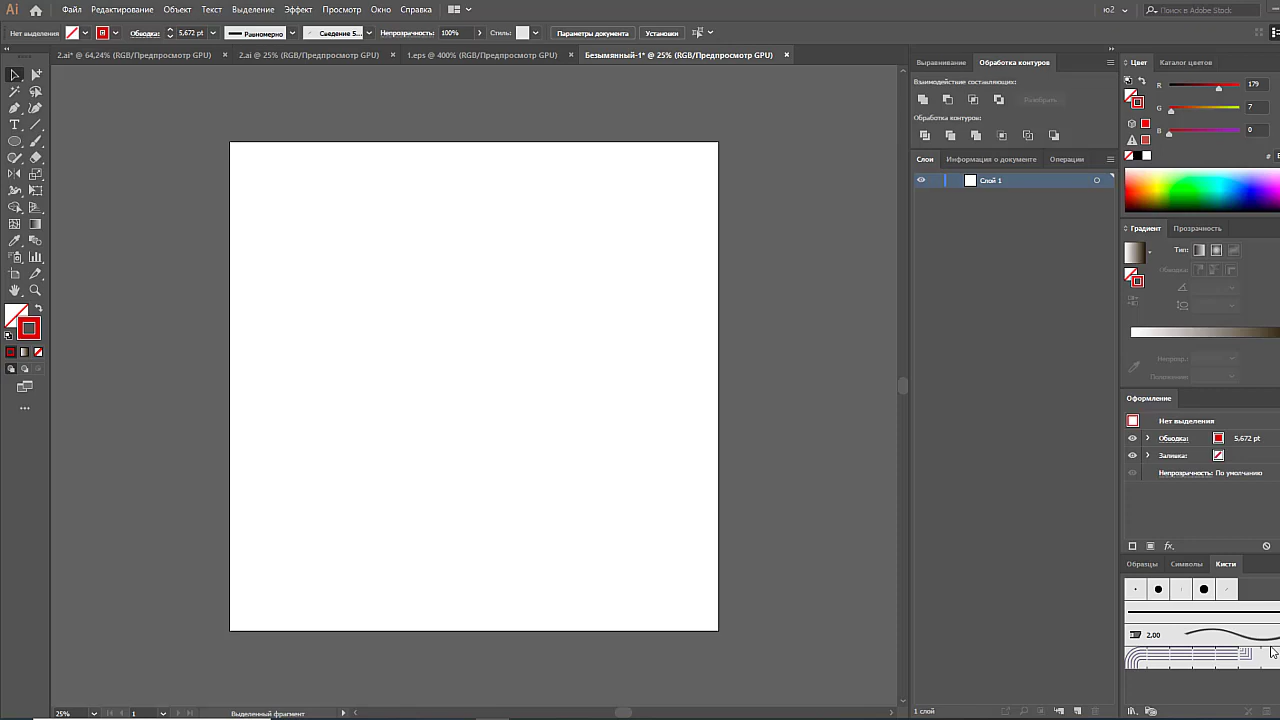 Ai Файл Редактирование Объект Текст Выделение Эффект Просмотр Окно Справка ю2 Поиск в Adobe Stock
Нет выделения Обводка: 5,672 pt Равномерно Сведение 5... Непрозрачность: 100% Стиль: Параметры документа Установки
2.ai* @ 64,24% (RGB/Предпросмотр GPU) × 2.ai @ 25% (RGB/Предпросмотр GPU) × 1.eps @ 400% (RGB/Предпросмотр GPU) × Безымянный-1* @ 25% (RGB/Предпросмотр GPU) ×
Выравнивание Обработка контуров
Взаимодействие составляющих:
Разобрать
Обработка контуров:
Слои Информация о документе Операции
Слой 1
Цвет Каталог цветов
R 179
G 7
B 0
#
Градиент Прозрачность
Тип:
Обводка:
Непрозр.:
Положение:
Оформление
Нет выделения
Обводка: 5,672 pt
Заливка:
Непрозрачность: По умолчанию
fx
Образцы Символы Кисти
2.00
25% 1 Выделенный фрагмент
1 слой